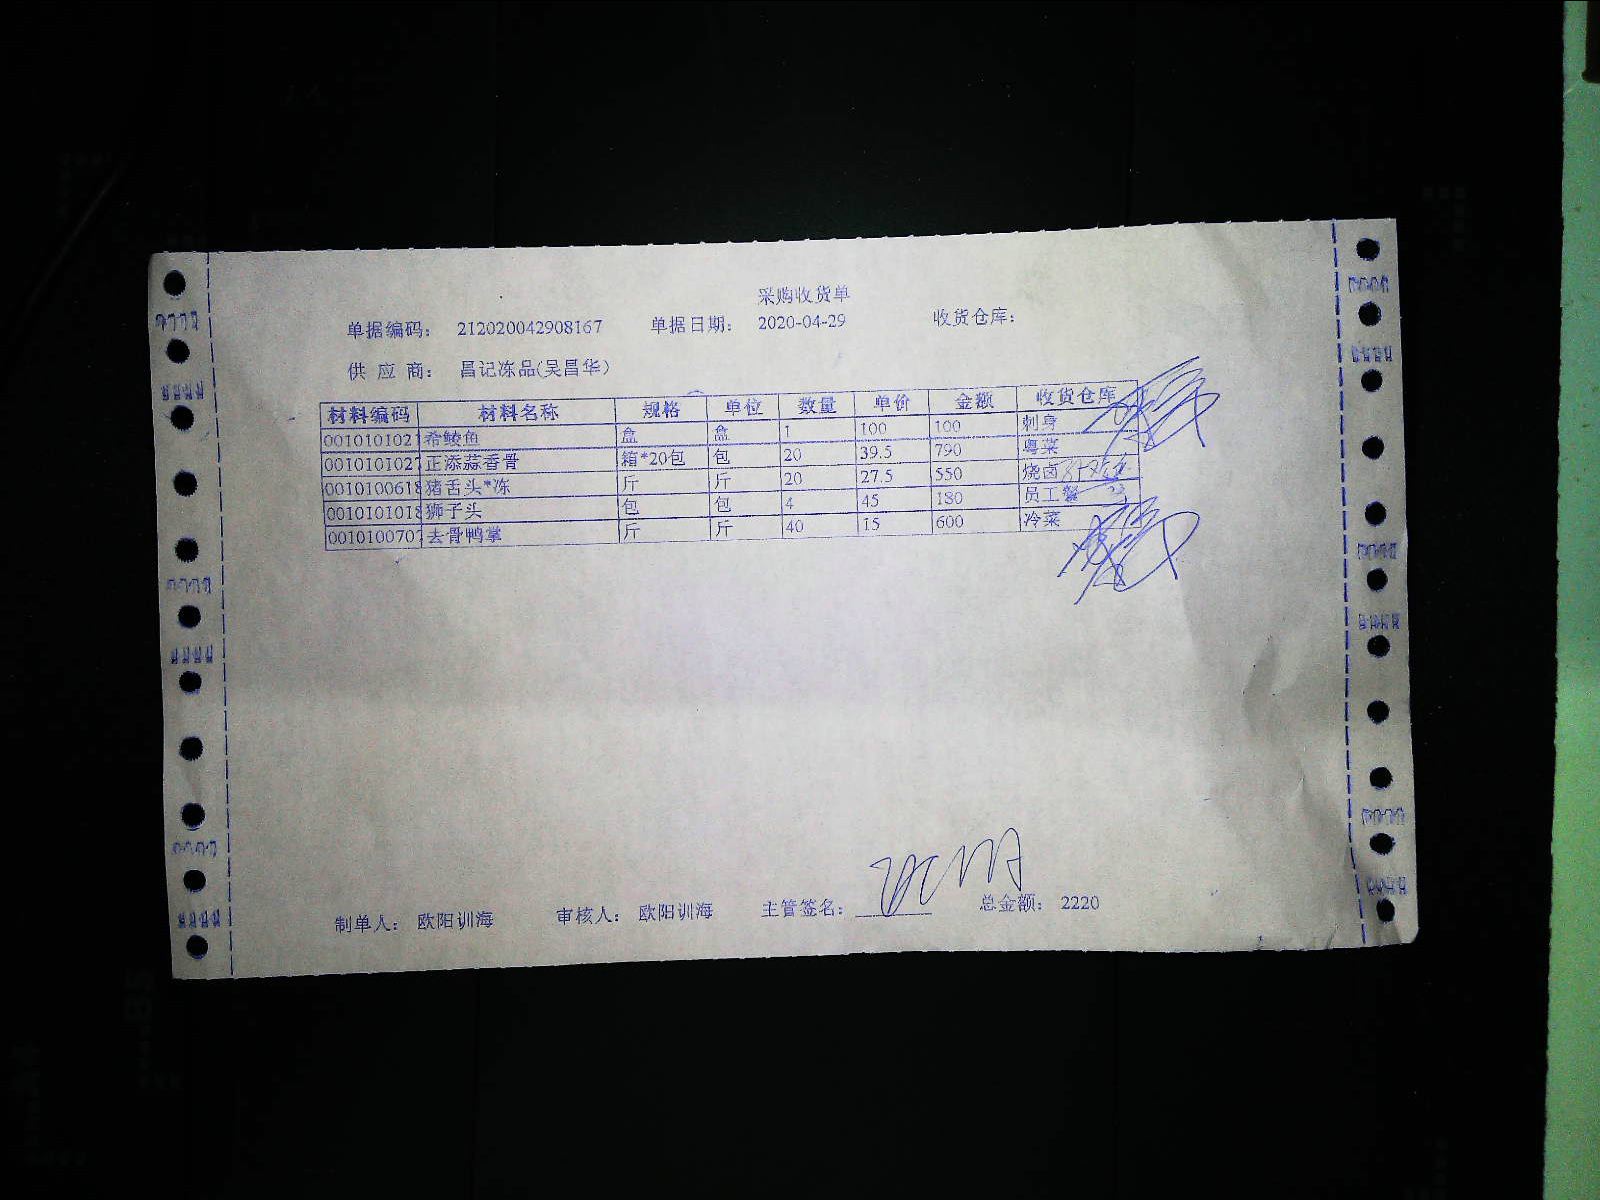 采购收货单
单据编码： 212020042908167 单据日期： 2020-04-29 收货仓库：
供 应 商： 昌记冻品(吴昌华)
材料编码 材料名称 规格 单位 数量 单价 金额 收货仓库
0010101021 希鲮鱼 盒 盒 1 100 100 刺身
0010101027 正添蒜香骨 箱*20包 包 20 39.5 790 粤菜
0010100618 猪舌头*冻 斤 斤 20 27.5 550 烧卤
0010101018 狮子头 包 包 4 45 180 员工餐
0010100707 去骨鸭掌 斤 斤 40 15 600 冷菜
制单人： 欧阳训海 审核人： 欧阳训海 主管签名： 总金额： 2220